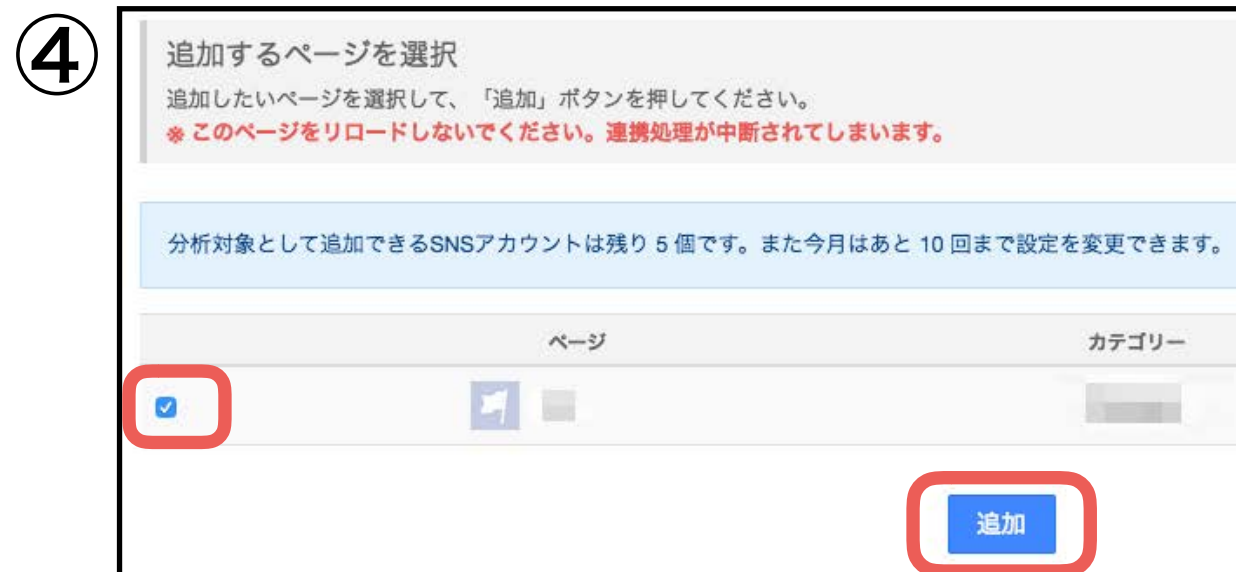 ④
追加するページを選択
追加したいページを選択して、「追加」ボタンを押してください。
※ このページをリロードしないでください。連携処理が中断されてしまいます。
分析対象として追加できるSNSアカウントは残り 5 個です。また今月はあと 10 回まで設定を変更できます。
ページ カテゴリー
追加